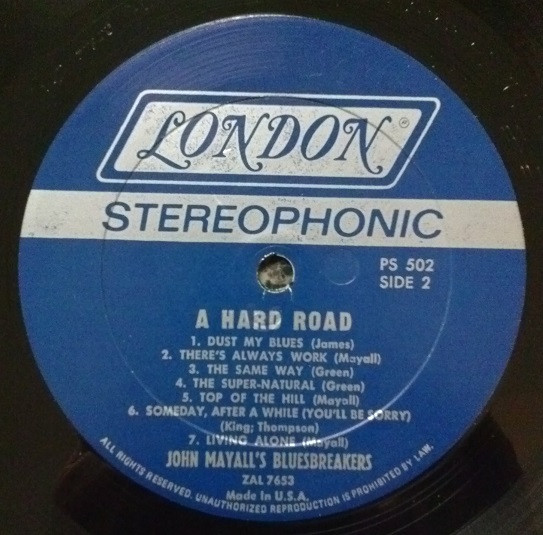 LONDON®
STEREOPHONIC
PS 502
SIDE 2
A HARD ROAD
1. DUST MY BLUES (James)
2. THERE'S ALWAYS WORK (Mayall)
3. THE SAME WAY (Green)
4. THE SUPER-NATURAL (Green)
5. TOP OF THE HILL (Mayall)
6. SOMEDAY, AFTER A WHILE (YOU'LL BE SORRY)
(King; Thompson)
7. LIVING ALONE (Mayall)
JOHN MAYALL'S BLUESBREAKERS
ZAL 7653
Made in U.S.A.
ALL RIGHTS RESERVED. UNAUTHORIZED REPRODUCTION IS PROHIBITED BY LAW.